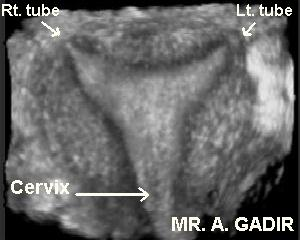 Rt. tube
Lt. tube
Cervix
MR. A. GADIR